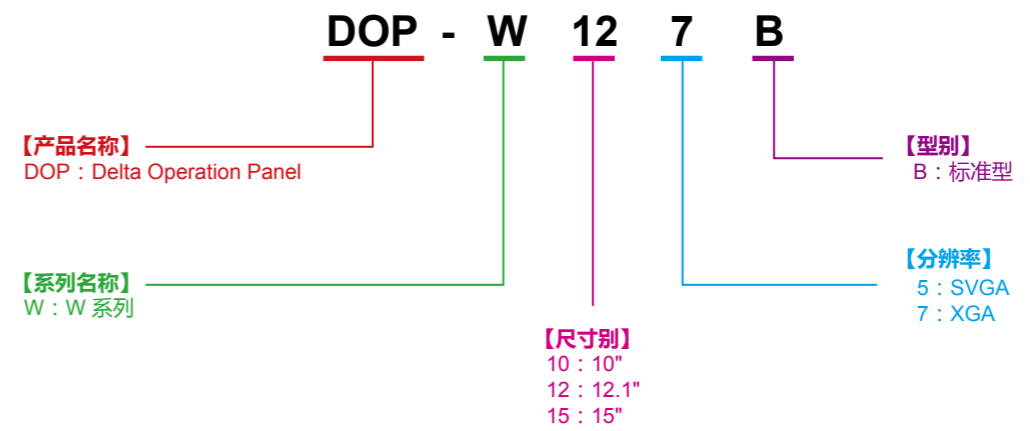 DOP - W 12 7 B
【产品名称】
DOP：Delta Operation Panel
【型别】
B：标准型
【系列名称】
W：W 系列
【分辨率】
5：SVGA
7：XGA
【尺寸别】
10：10"
12：12.1"
15：15"